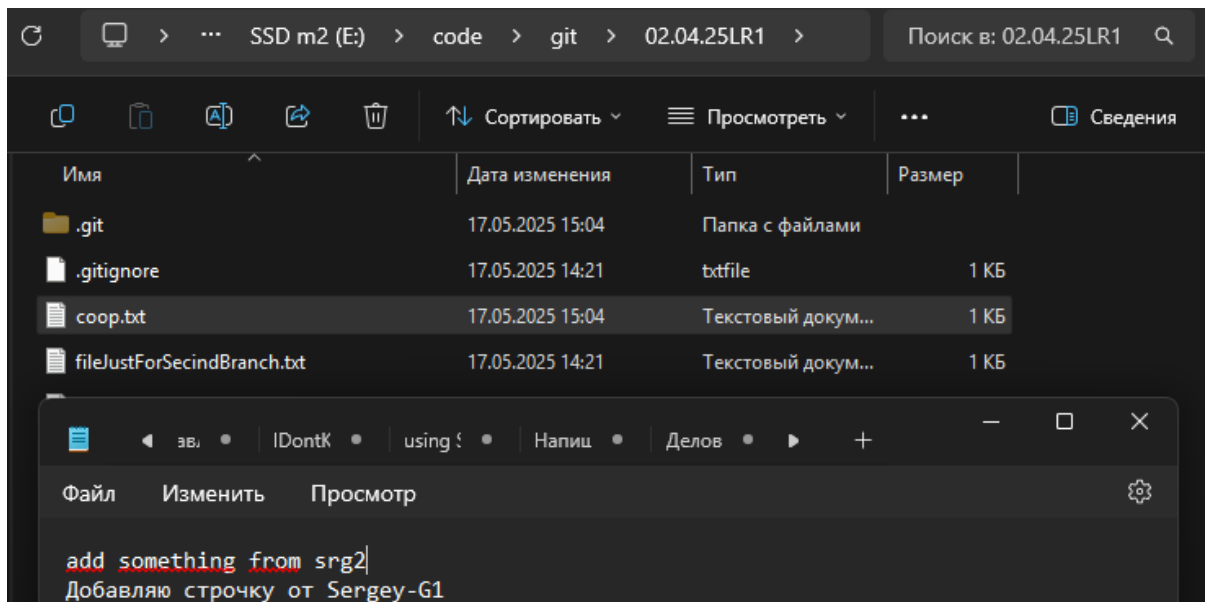 SSD m2 (E:) > code > git > 02.04.25LR1 > Поиск в: 02.04.25LR1
Сортировать Просмотреть ... Сведения
Имя Дата изменения Тип Размер
.git 17.05.2025 15:04 Папка с файлами
.gitignore 17.05.2025 14:21 txtfile 1 КБ
coop.txt 17.05.2025 15:04 Текстовый докум... 1 КБ
fileJustForSecindBranch.txt 17.05.2025 14:21 Текстовый докум... 1 КБ
IDontK using Напиш Делов
Файл Изменить Просмотр
add something from srg2
Добавляю строчку от Sergey-G1